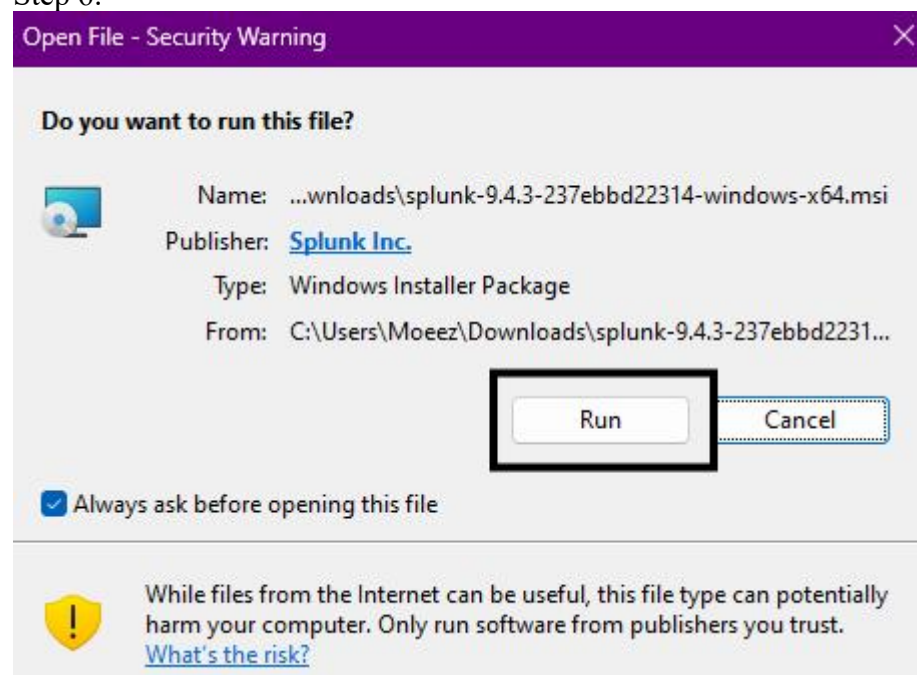 Step 6:
Open File - Security Warning
Do you want to run this file?
Name: ...wnloads\splunk-9.4.3-237ebbd22314-windows-x64.msi
Publisher: Splunk Inc.
Type: Windows Installer Package
From: C:\Users\Moeez\Downloads\splunk-9.4.3-237ebbd2231...
Run Cancel
Always ask before opening this file
While files from the Internet can be useful, this file type can potentially
harm your computer. Only run software from publishers you trust.
What's the risk?